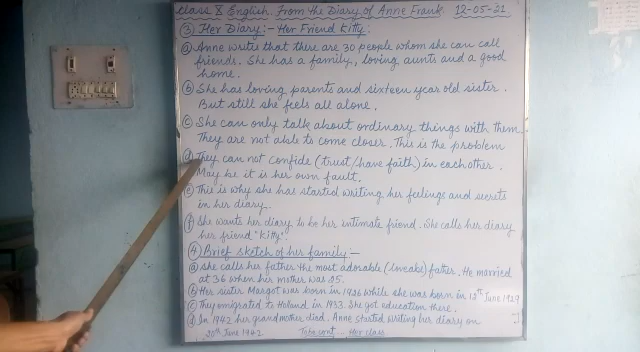 Class X English. From the Diary of Anne Frank 12-05-21
③ Her Diary:- Her Friend Kitty:-
ⓐ Anne writes that there are 30 people whom she can call
friends. She has a family, loving aunts and a good
home.
ⓑ She has loving parents and sixteen year old sister.
But still she feels all alone.
ⓒ She can only talk about ordinary things with them.
They are not able to come closer. This is the problem
ⓓ They can not confide (trust/have faith) in each other.
May be it is her own fault.
ⓔ This is why she has started writing her feelings and secrets
in her diary.
ⓕ She wants her diary to be her intimate friend. She calls her diary
her friend "Kitty".
④ Brief sketch of her family:-
ⓐ She calls her father the most adorable father. He married
at 36 when her mother was 25.
ⓑ Her sister Margot was born in 1926 while she was born in 12th June 1929
ⓒ They emigrated to Holand in 1933. She got education there.
ⓓ In 1942 her grandmother died. Anne started writing her diary on
20th June 1942. To be cont... Her class